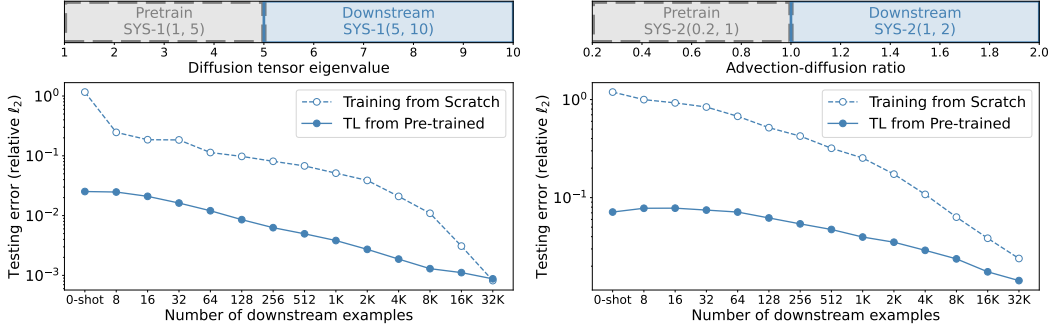 Pretrain
SYS-1(1, 5)
Downstream
SYS-1(5, 10)
1 2 3 4 5 6 7 8 9 10
Diffusion tensor eigenvalue
Testing error (relative ℓ₂)
10⁰
10⁻¹
10⁻²
10⁻³
Training from Scratch
TL from Pre-trained
0-shot 8 16 32 64 128 256 512 1K 2K 4K 8K 16K 32K
Number of downstream examples
Pretrain
SYS-2(0.2, 1)
Downstream
SYS-2(1, 2)
0.2 0.4 0.6 0.8 1.0 1.2 1.4 1.6 1.8 2.0
Advection-diffusion ratio
Testing error (relative ℓ₂)
10⁰
10⁻¹
Training from Scratch
TL from Pre-trained
0-shot 8 16 32 64 128 256 512 1K 2K 4K 8K 16K 32K
Number of downstream examples